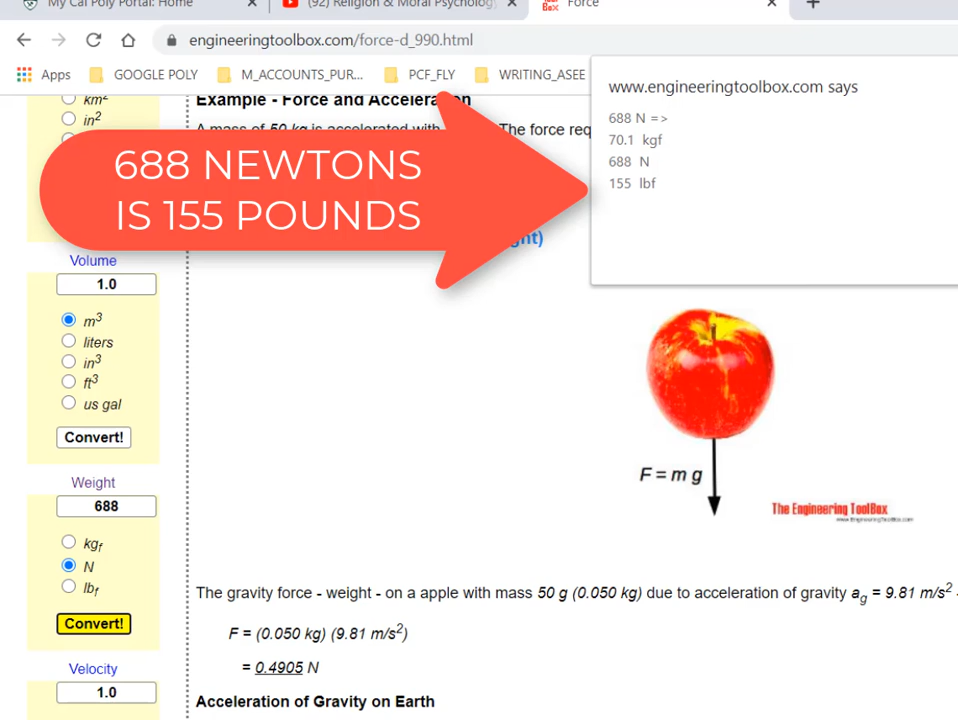 My Cal Poly Portal: Home
(92) Religion & Moral Psychology
Force
engineeringtoolbox.com/force-d_990.html
Apps
GOOGLE POLY
M_ACCOUNTS_PUR...
PCF_FLY
WRITING_ASEE
www.engineeringtoolbox.com says
688 N =>
70.1 kgf
688 N
155 lbf
688 NEWTONS
IS 155 POUNDS
km²
in²
Example - Force and Acceleration
A mass of 50 kg is accelerated with
The force req
Volume
1.0
m³
liters
in³
ft³
us gal
Convert!
Weight
688
kgf
N
lbf
Convert!
Velocity
1.0
F = m g
The Engineering ToolBox
www.EngineeringToolBox.com
The gravity force - weight - on a apple with mass 50 g (0.050 kg) due to acceleration of gravity ag = 9.81 m/s²
F = (0.050 kg) (9.81 m/s²)
= 0.4905 N
Acceleration of Gravity on Earth